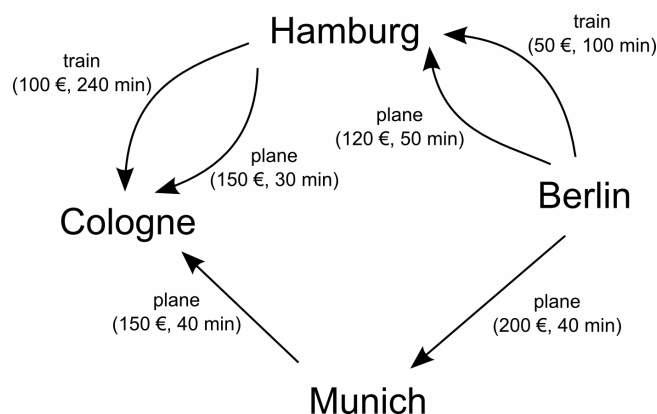 Hamburg
train
(50 €, 100 min)
train
(100 €, 240 min)
plane
(120 €, 50 min)
plane
(150 €, 30 min)
Berlin
Cologne
plane
(150 €, 40 min)
plane
(200 €, 40 min)
Munich